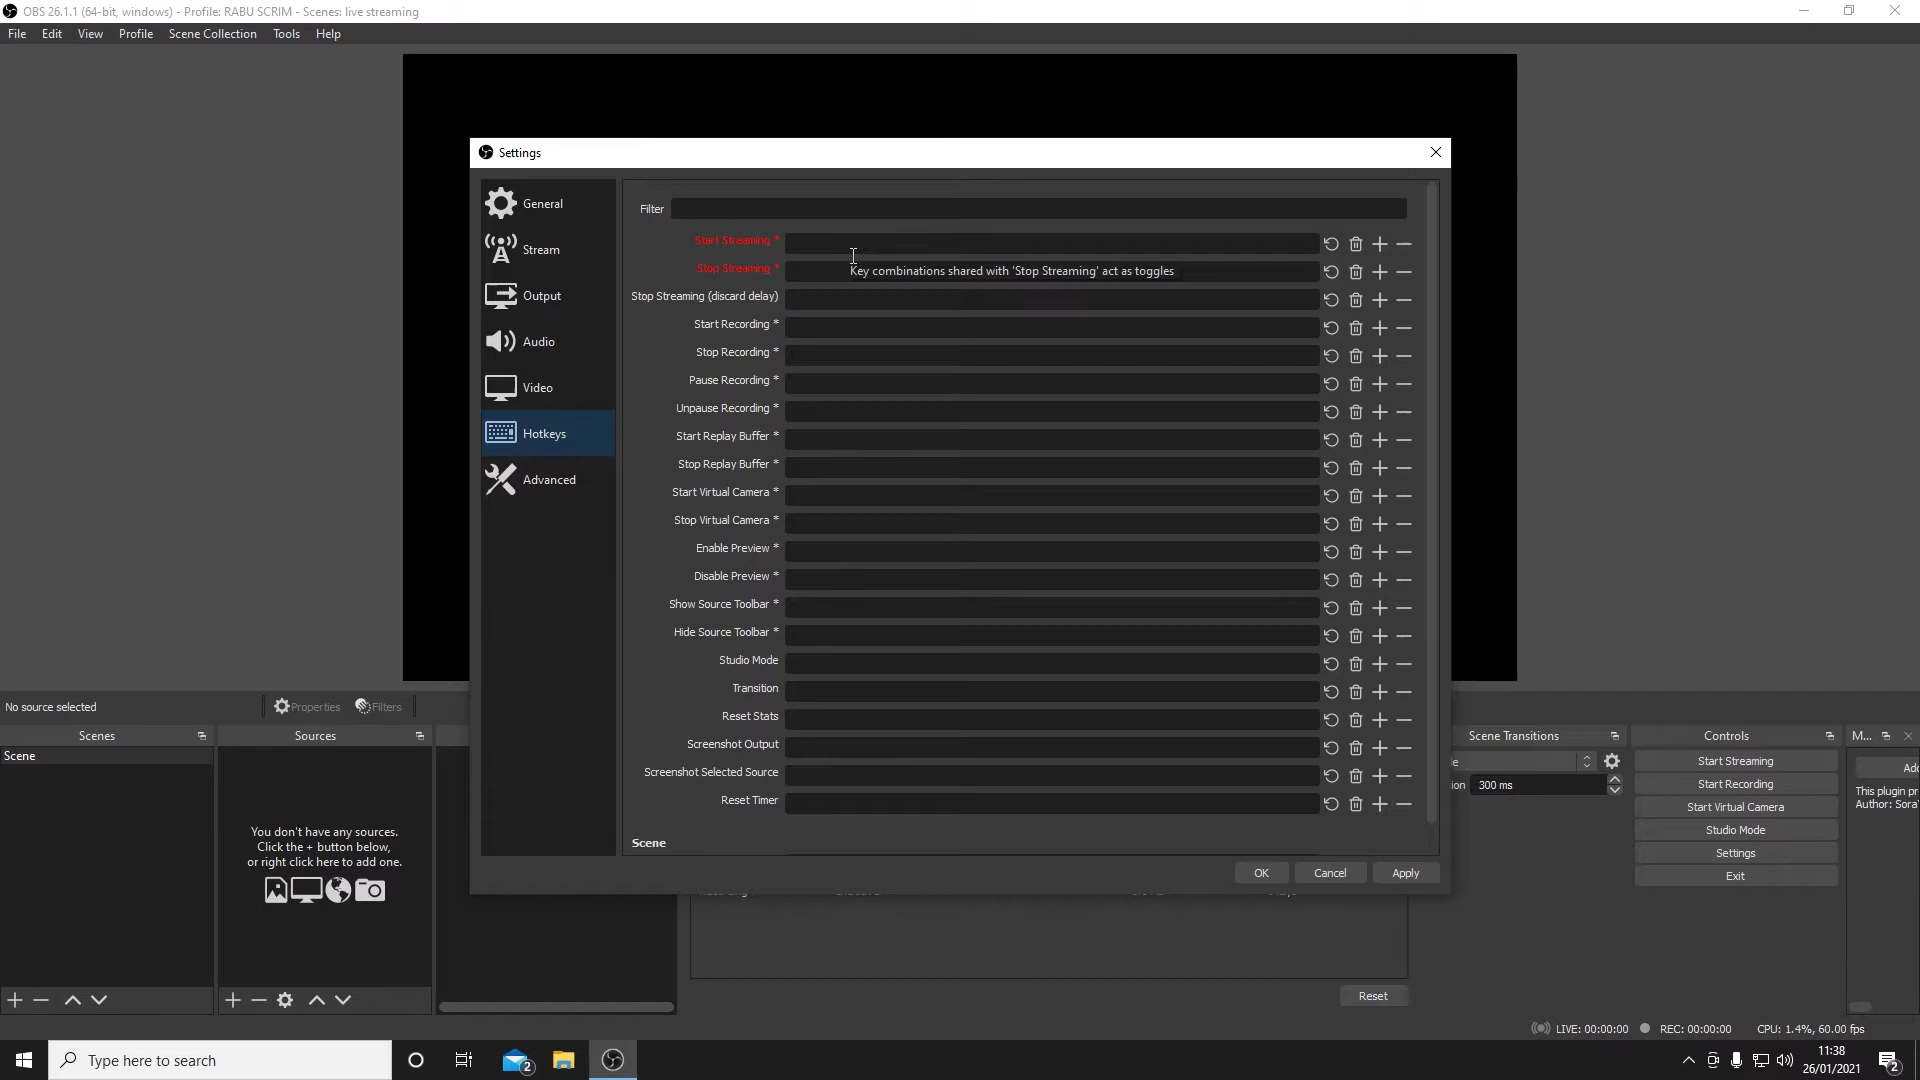 OBS 26.1.1 (64-bit, windows) - Profile: RABU SCRIM - Scenes: live streaming
File Edit View Profile Scene Collection Tools Help
Settings
General
Stream
Output
Audio
Video
Hotkeys
Advanced
Filter
Start Streaming *
Stop Streaming *
Key combinations shared with 'Stop Streaming' act as toggles
Stop Streaming (discard delay)
Start Recording *
Stop Recording *
Pause Recording *
Unpause Recording *
Start Replay Buffer *
Stop Replay Buffer *
Start Virtual Camera *
Stop Virtual Camera *
Enable Preview *
Disable Preview *
Show Source Toolbar *
Hide Source Toolbar *
Studio Mode
Transition
Reset Stats
Screenshot Output
Screenshot Selected Source
Reset Timer
Scene
OK Cancel Apply
No source selected
Properties Filters
Scenes
Scene
Sources
You don't have any sources.
Click the + button below,
or right click here to add one.
Reset
Scene Transitions
300 ms
Controls
Start Streaming
Start Recording
Start Virtual Camera
Studio Mode
Settings
Exit
M...
Add
This plugin pr
Author: Sora
LIVE: 00:00:00 REC: 00:00:00 CPU: 1.4%, 60.00 fps
Type here to search
2
11:38
26/01/2021
2